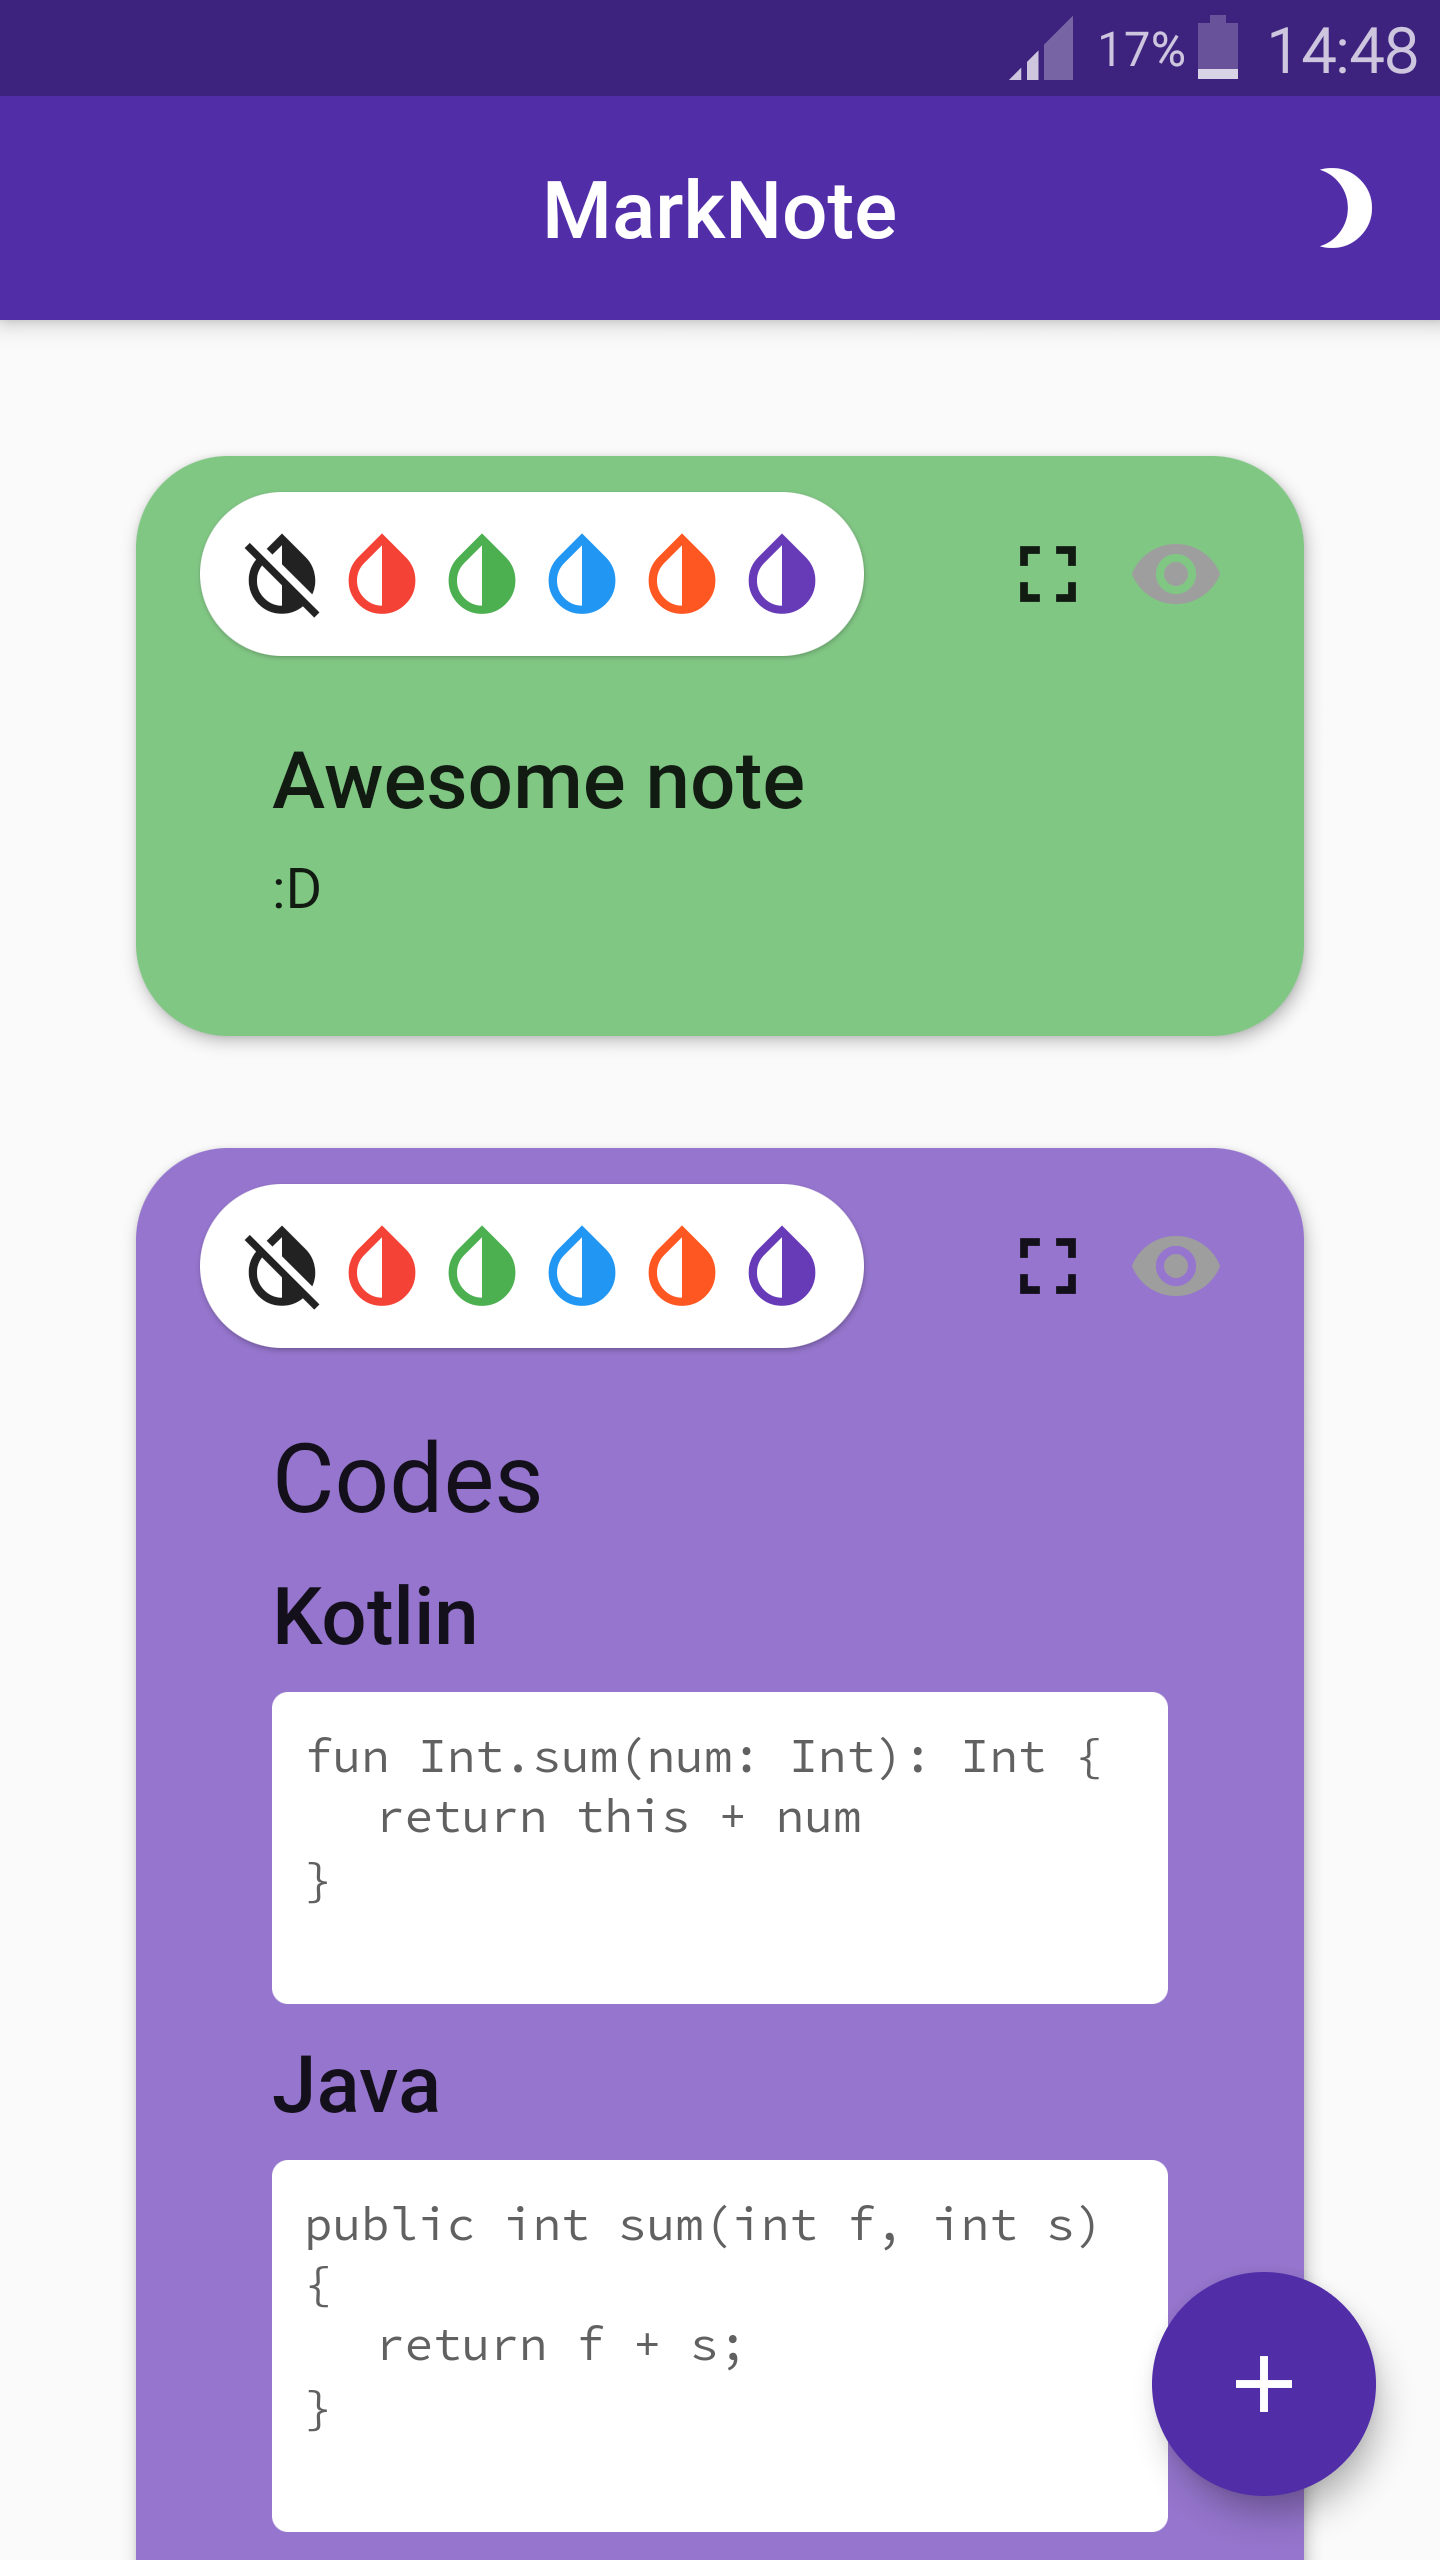 17% 14:48
MarkNote
Awesome note
:D
Codes
Kotlin
fun Int.sum(num: Int): Int {
   return this + num
}
Java
public int sum(int f, int s)
{
   return f + s;
}